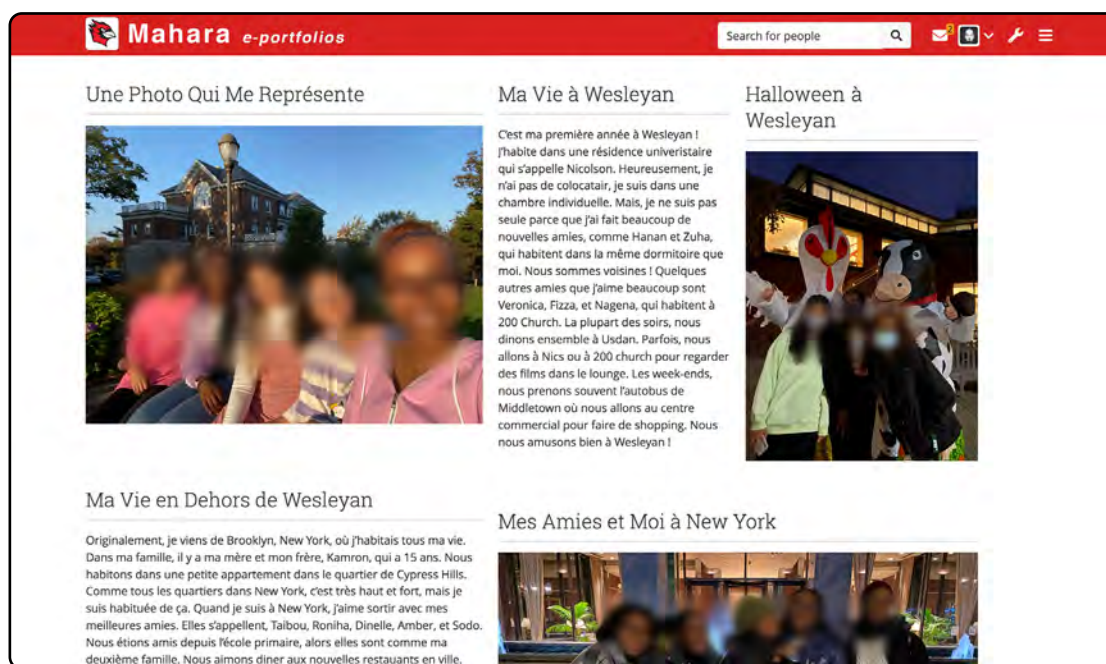 Mahara e-portfolios
Search for people
2
Une Photo Qui Me Représente
Ma Vie à Wesleyan
C'est ma première année à Wesleyan !
J'habite dans une résidence univeristaire
qui s'appelle Nicolson. Heureusement, je
n'ai pas de colocatair, je suis dans une
chambre individuelle. Mais, je ne suis pas
seule parce que j'ai fait beaucoup de
nouvelles amies, comme Hanan et Zuha,
qui habitent dans la même dormitoire que
moi. Nous sommes voisines ! Quelques
autres amies que j'aime beaucoup sont
Veronica, Fizza, et Nagena, qui habitent à
200 Church. La plupart des soirs, nous
dinons ensemble à Usdan. Parfois, nous
allons à Nics ou à 200 church pour regarder
des films dans le lounge. Les week-ends,
nous prenons souvent l'autobus de
Middletown où nous allons au centre
commercial pour faire de shopping. Nous
nous amusons bien à Wesleyan !
Halloween à
Wesleyan
Ma Vie en Dehors de Wesleyan
Originalement, je viens de Brooklyn, New York, où j'habitais tous ma vie.
Dans ma famille, il y a ma mère et mon frère, Kamron, qui a 15 ans. Nous
habitons dans une petite appartement dans le quartier de Cypress Hills.
Comme tous les quartiers dans New York, c'est très haut et fort, mais je
suis habituée de ça. Quand je suis à New York, j'aime sortir avec mes
meilleures amies. Elles s'appellent, Taibou, Roniha, Dinelle, Amber, et Sodo.
Nous étions amis depuis l'école primaire, alors elles sont comme ma
deuxième famille. Nous aimons diner aux nouvelles restauants en ville.
Mes Amies et Moi à New York